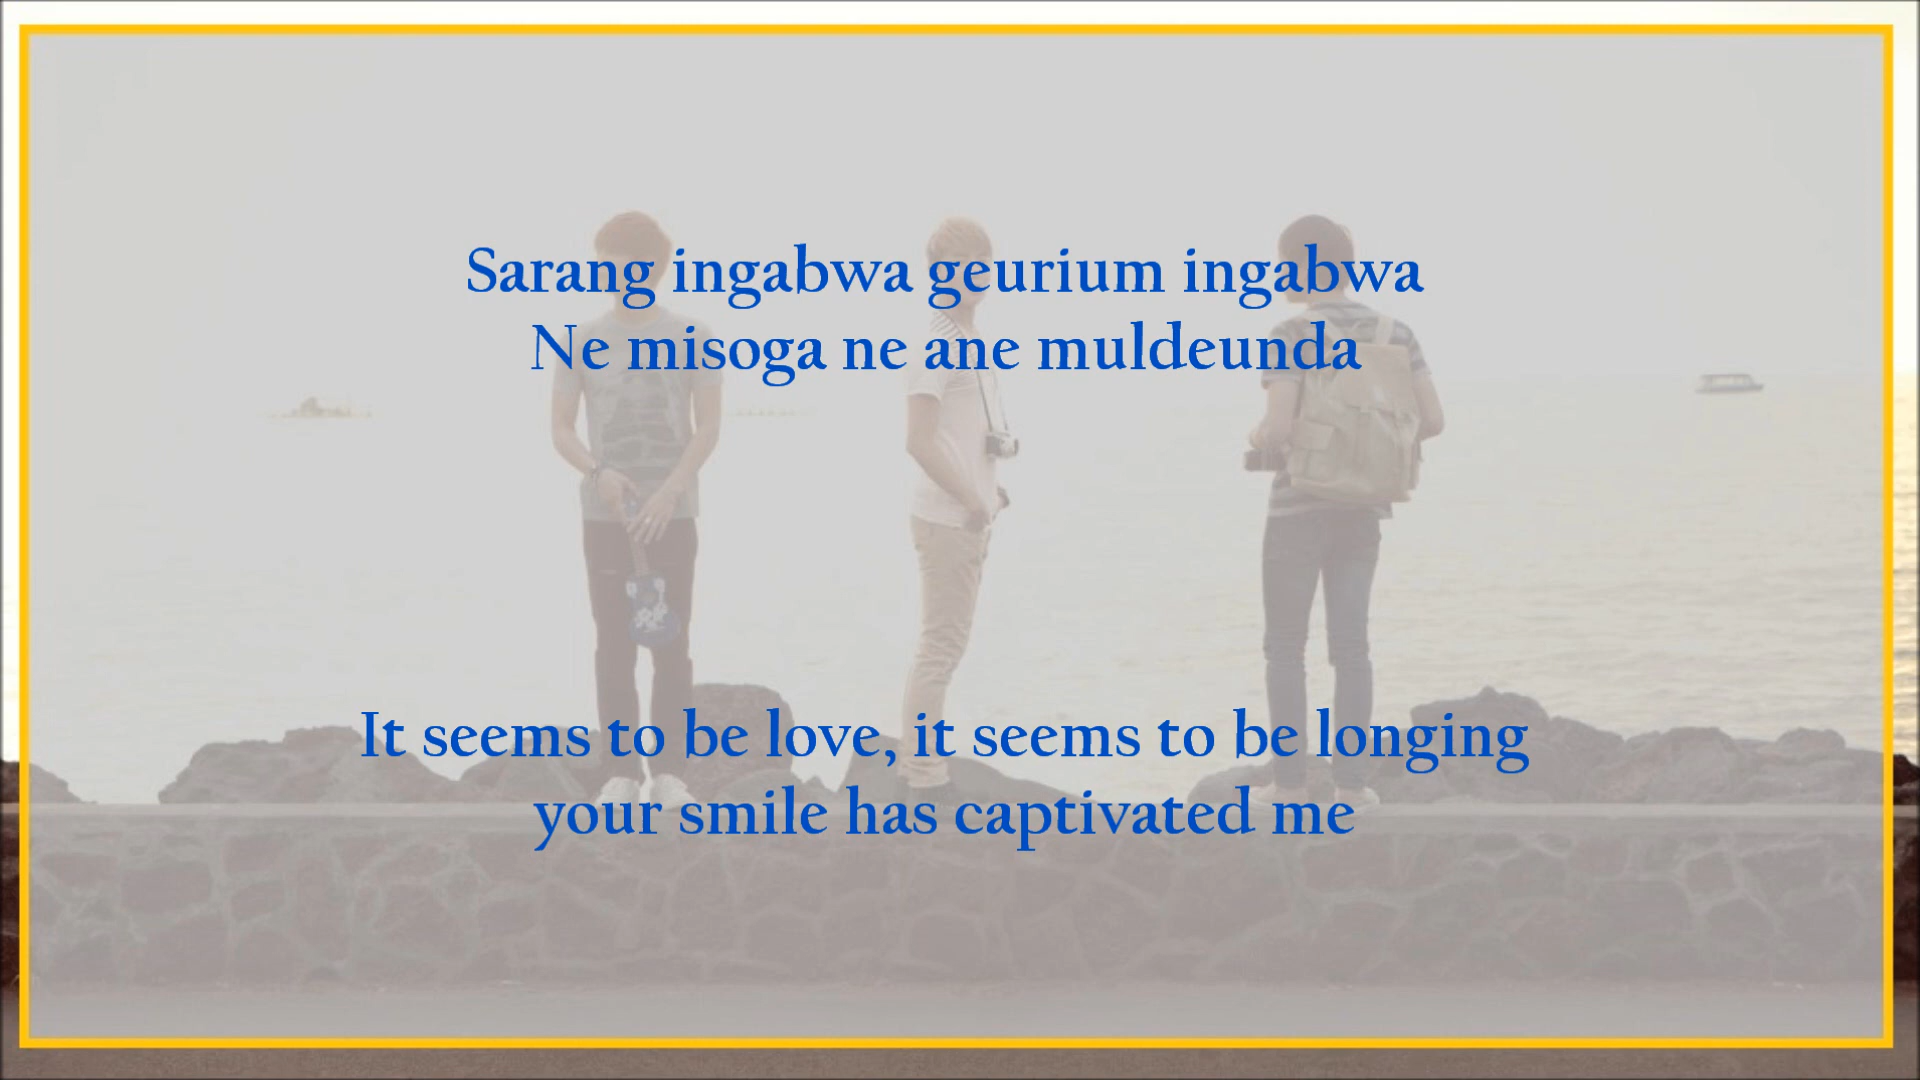 Sarang ingabwa geurium ingabwa
Ne misoga ne ane muldeunda
It seems to be love, it seems to be longing
your smile has captivated me